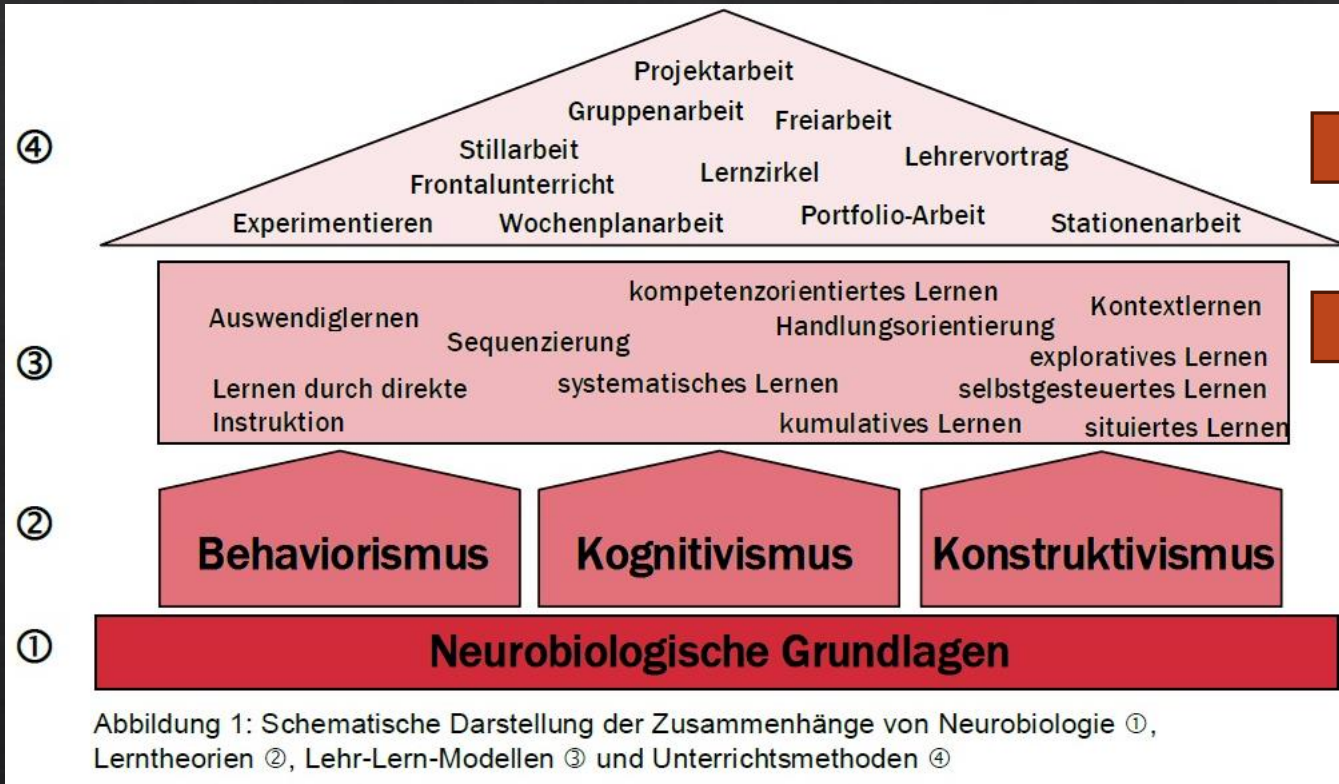 ④
Projektarbeit
Gruppenarbeit
Freiarbeit
Stillarbeit
Lehrervortrag
Lernzirkel
Frontalunterricht
Experimentieren
Wochenplanarbeit
Portfolio-Arbeit
Stationenarbeit
③
kompetenzorientiertes Lernen
Kontextlernen
Auswendiglernen
Handlungsorientierung
Sequenzierung
exploratives Lernen
Lernen durch direkte
Instruktion
systematisches Lernen
selbstgesteuertes Lernen
kumulatives Lernen
situiertes Lernen
②
Behaviorismus
Kognitivismus
Konstruktivismus
①
Neurobiologische Grundlagen
Abbildung 1: Schematische Darstellung der Zusammenhänge von Neurobiologie ①,
Lerntheorien ②, Lehr-Lern-Modellen ③ und Unterrichtsmethoden ④